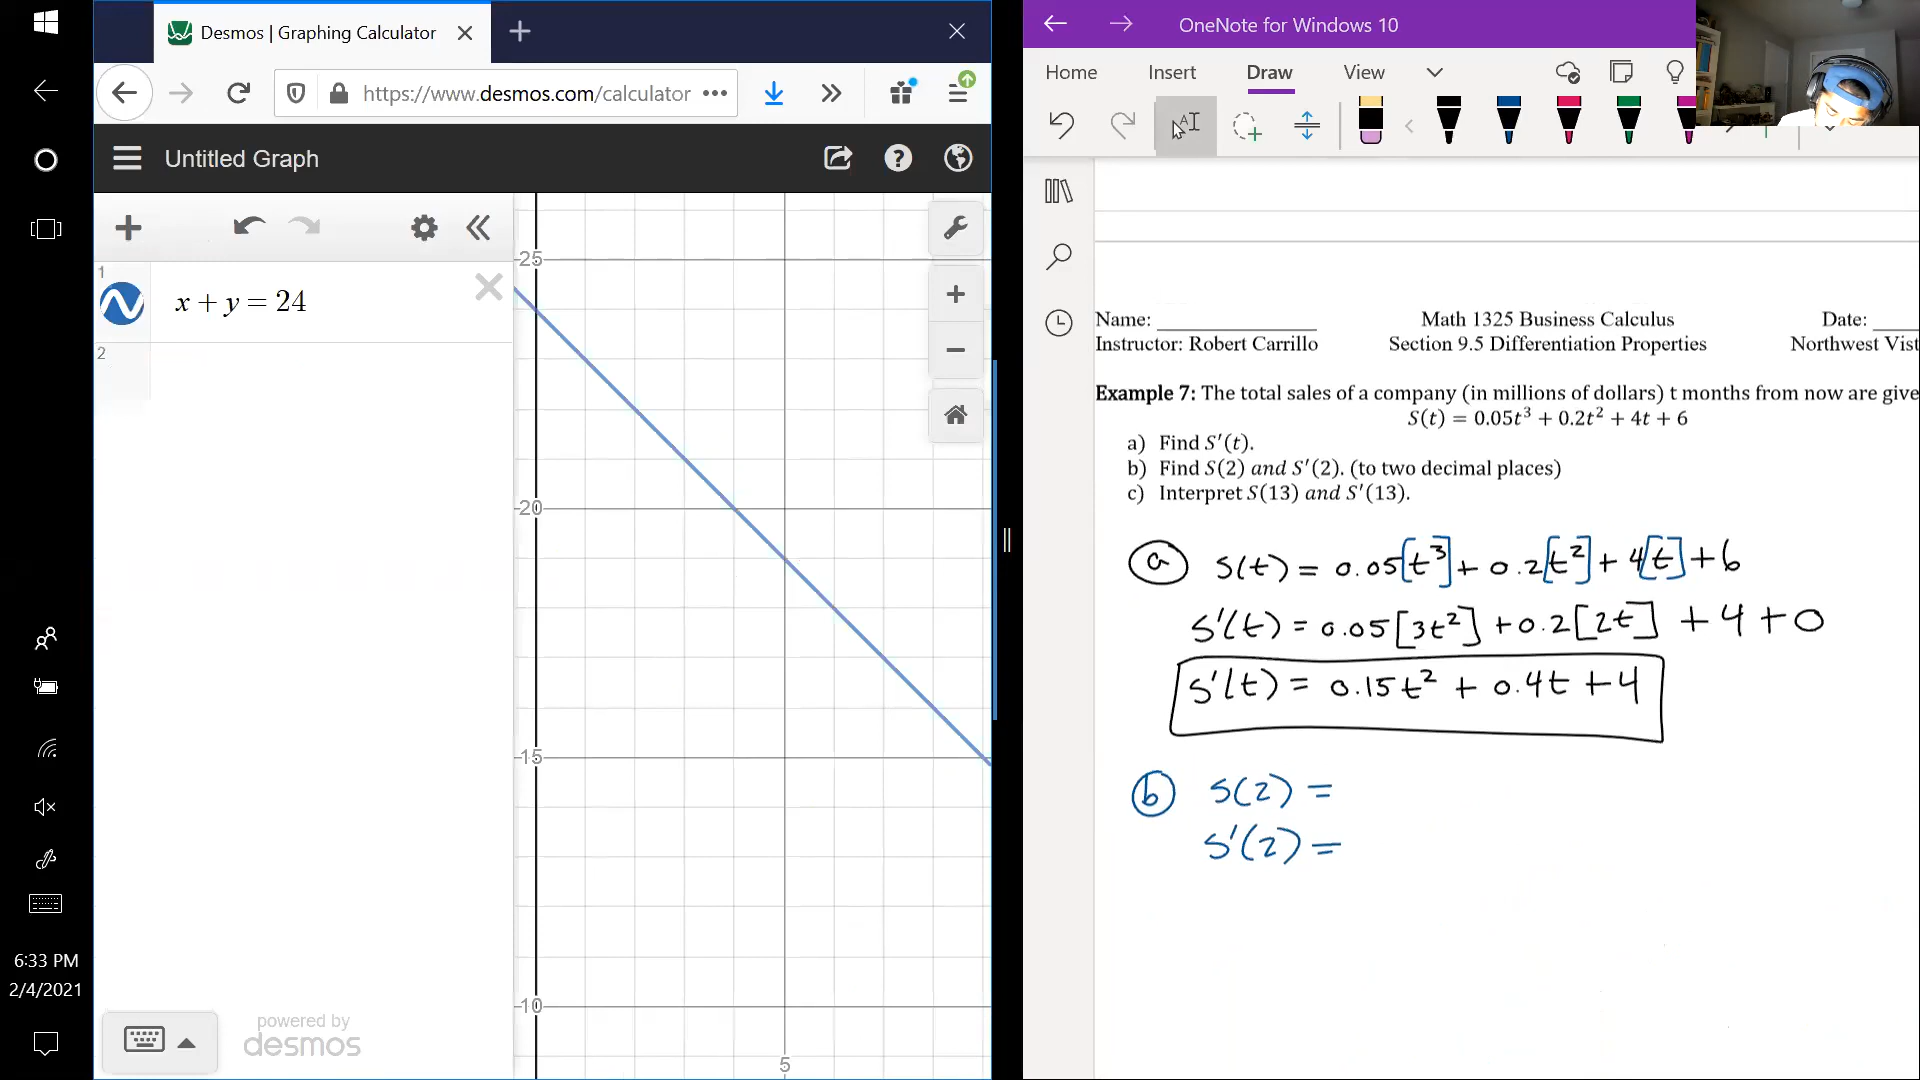 Desmos | Graphing Calculator
https://www.desmos.com/calculator
Untitled Graph
1
x + y = 24
2
25
20
15
10
5
powered by
desmos
6:33 PM
2/4/2021
OneNote for Windows 10
Home Insert Draw View
Name: ________________ Math 1325 Business Calculus Date: ____
Instructor: Robert Carrillo Section 9.5 Differentiation Properties Northwest Vist
Example 7: The total sales of a company (in millions of dollars) t months from now are give
S(t) = 0.05t³ + 0.2t² + 4t + 6
a) Find S′(t).
b) Find S(2) and S′(2). (to two decimal places)
c) Interpret S(13) and S′(13).
a S(t) = 0.05[t³] + 0.2[t²] + 4[t] + 6
S'(t) = 0.05[3t²] + 0.2[2t] + 4 + 0
S'(t) = 0.15t² + 0.4t + 4
b S(2) =
S'(2) =